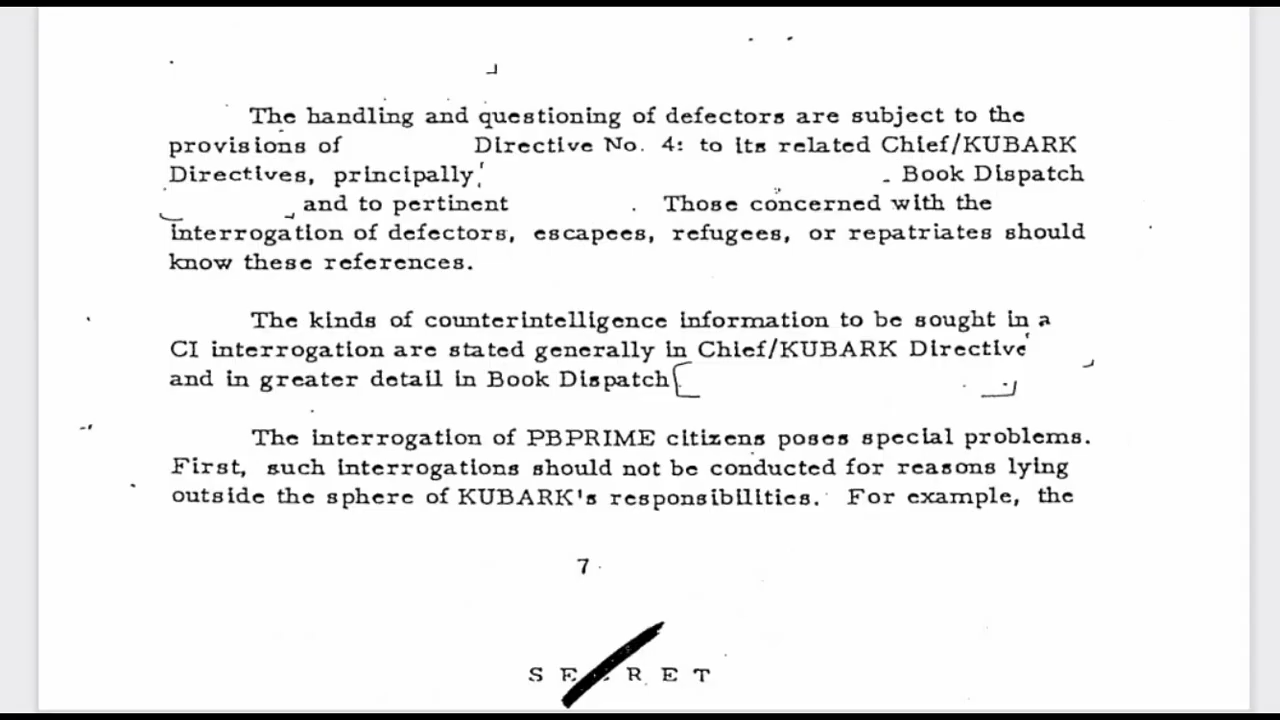 The handling and questioning of defectors are subject to the
provisions of Directive No. 4: to its related Chief/KUBARK
Directives, principally Book Dispatch
and to pertinent . Those concerned with the
interrogation of defectors, escapees, refugees, or repatriates should
know these references.
The kinds of counterintelligence information to be sought in a
CI interrogation are stated generally in Chief/KUBARK Directive
and in greater detail in Book Dispatch
The interrogation of PBPRIME citizens poses special problems.
First, such interrogations should not be conducted for reasons lying
outside the sphere of KUBARK's responsibilities. For example, the
7
S E R E T